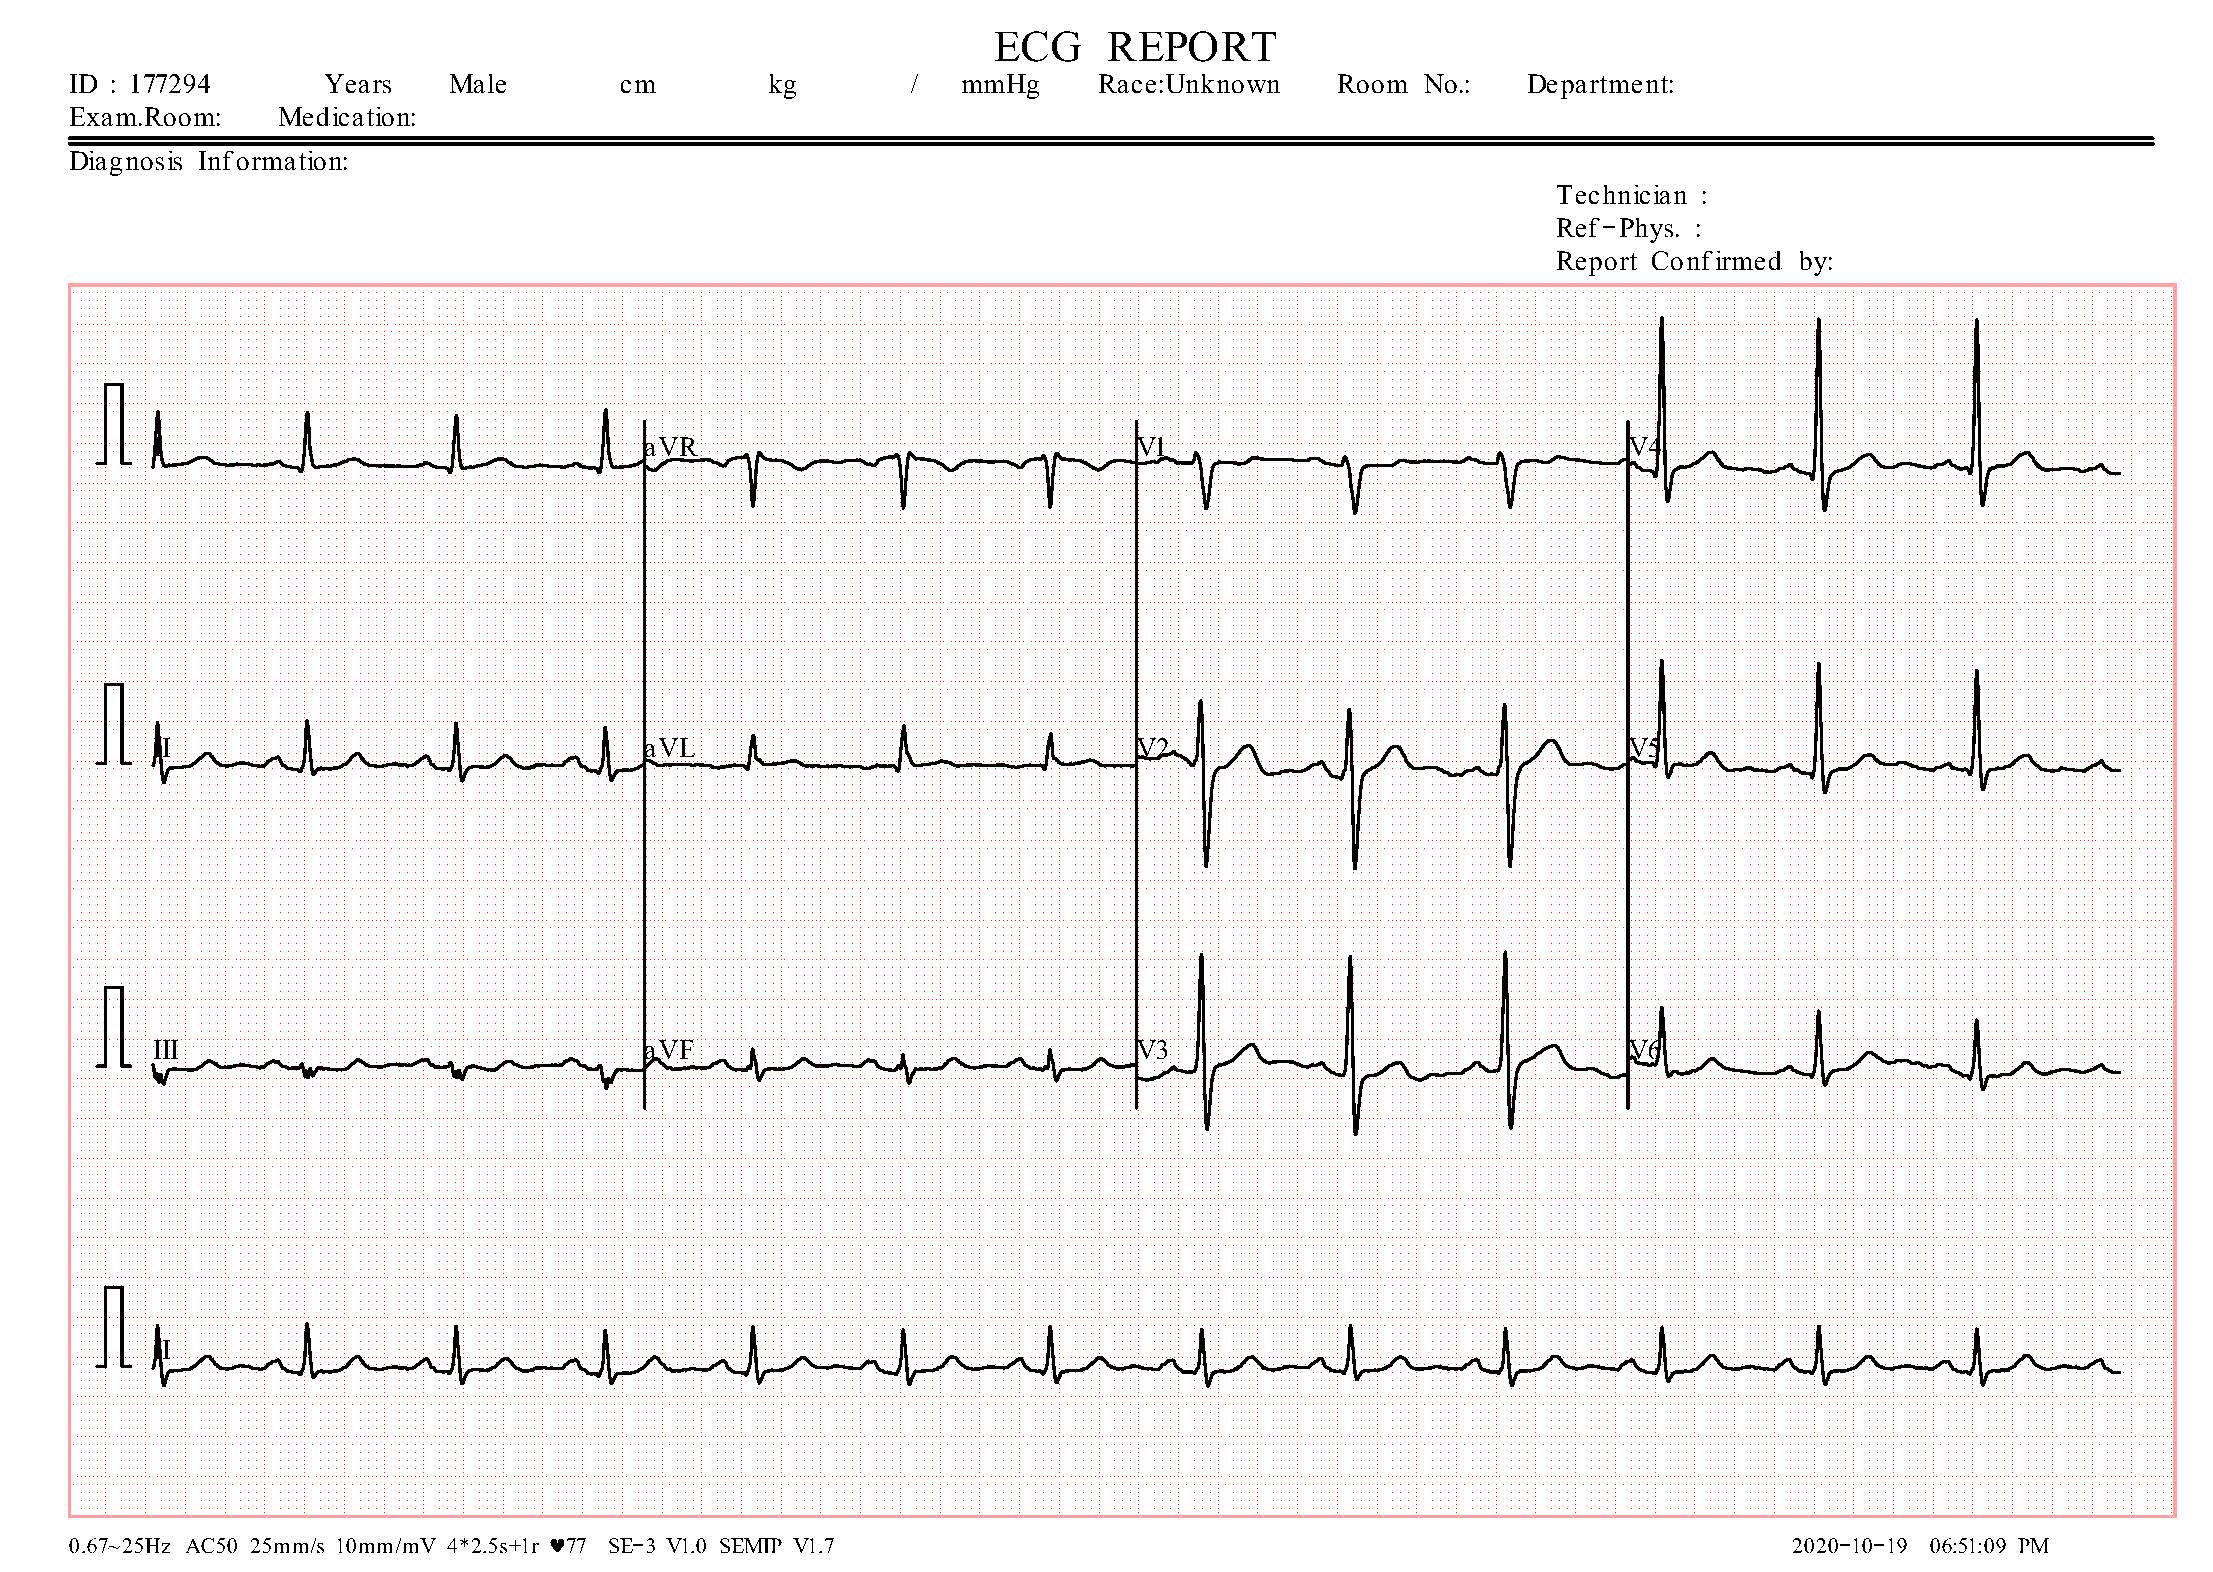 ECG REPORT
ID : 177294 Years Male cm kg / mmHg Race:Unknown Room No.: Department:
Exam.Room: Medication:
Diagnosis Information:
Technician :
Ref-Phys. :
Report Confirmed by:
aVR V1 V4
II aVL V2 V5
III aVF V3 V6
II
0.67~25Hz AC50 25mm/s 10mm/mV 4*2.5s+1r ♥77 SE-3 V1.0 SEMIP V1.7
2020-10-19 06:51:09 PM